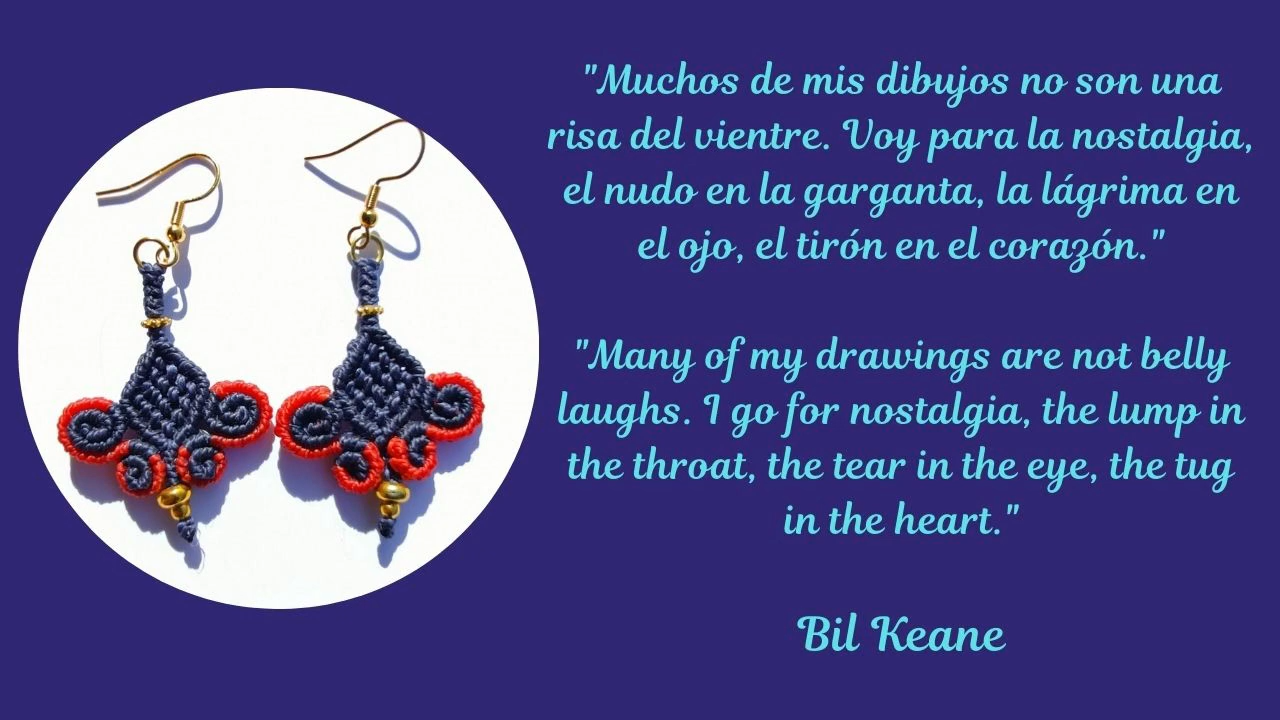 "Muchos de mis dibujos no son una
risa del vientre. Voy para la nostalgia,
el nudo en la garganta, la lágrima en
el ojo, el tirón en el corazón."
"Many of my drawings are not belly
laughs. I go for nostalgia, the lump in
the throat, the tear in the eye, the tug
in the heart."
Bil Keane